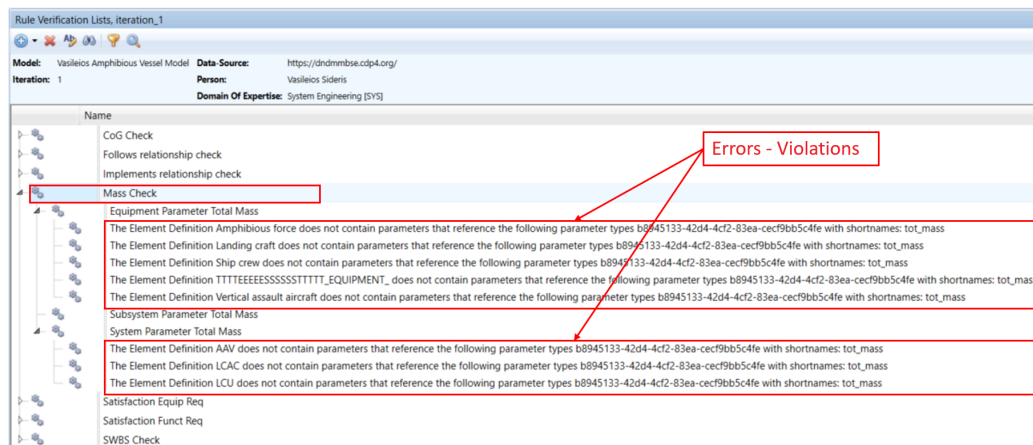 Rule Verification Lists, iteration_1
Model: Vasileios Amphibious Vessel Model Data-Source: https://dndmmbse.cdp4.org/
Iteration: 1 Person: Vasileios Sideris
Domain Of Expertise: System Engineering [SYS]
Name
CoG Check
Errors - Violations
Follows relationship check
Implements relationship check
Mass Check
Equipment Parameter Total Mass
The Element Definition Amphibious force does not contain parameters that reference the following parameter types b8945133-42d4-4cf2-83ea-cecf9bb5c4fe with shortnames: tot_mass
The Element Definition Landing craft does not contain parameters that reference the following parameter types b8945133-42d4-4cf2-83ea-cecf9bb5c4fe with shortnames: tot_mass
The Element Definition Ship crew does not contain parameters that reference the following parameter types b8945133-42d4-4cf2-83ea-cecf9bb5c4fe with shortnames: tot_mass
The Element Definition TTTTEEEEESSSSSSTTTTT_EQUIPMENT_ does not contain parameters that reference the following parameter types b8945133-42d4-4cf2-83ea-cecf9bb5c4fe with shortnames: tot_mas
The Element Definition Vertical assault aircraft does not contain parameters that reference the following parameter types b8945133-42d4-4cf2-83ea-cecf9bb5c4fe with shortnames: tot_mass
Subsystem Parameter Total Mass
System Parameter Total Mass
The Element Definition AAV does not contain parameters that reference the following parameter types b8945133-42d4-4cf2-83ea-cecf9bb5c4fe with shortnames: tot_mass
The Element Definition LCAC does not contain parameters that reference the following parameter types b8945133-42d4-4cf2-83ea-cecf9bb5c4fe with shortnames: tot_mass
The Element Definition LCU does not contain parameters that reference the following parameter types b8945133-42d4-4cf2-83ea-cecf9bb5c4fe with shortnames: tot_mass
Satisfaction Equip Req
Satisfaction Funct Req
SWBS Check